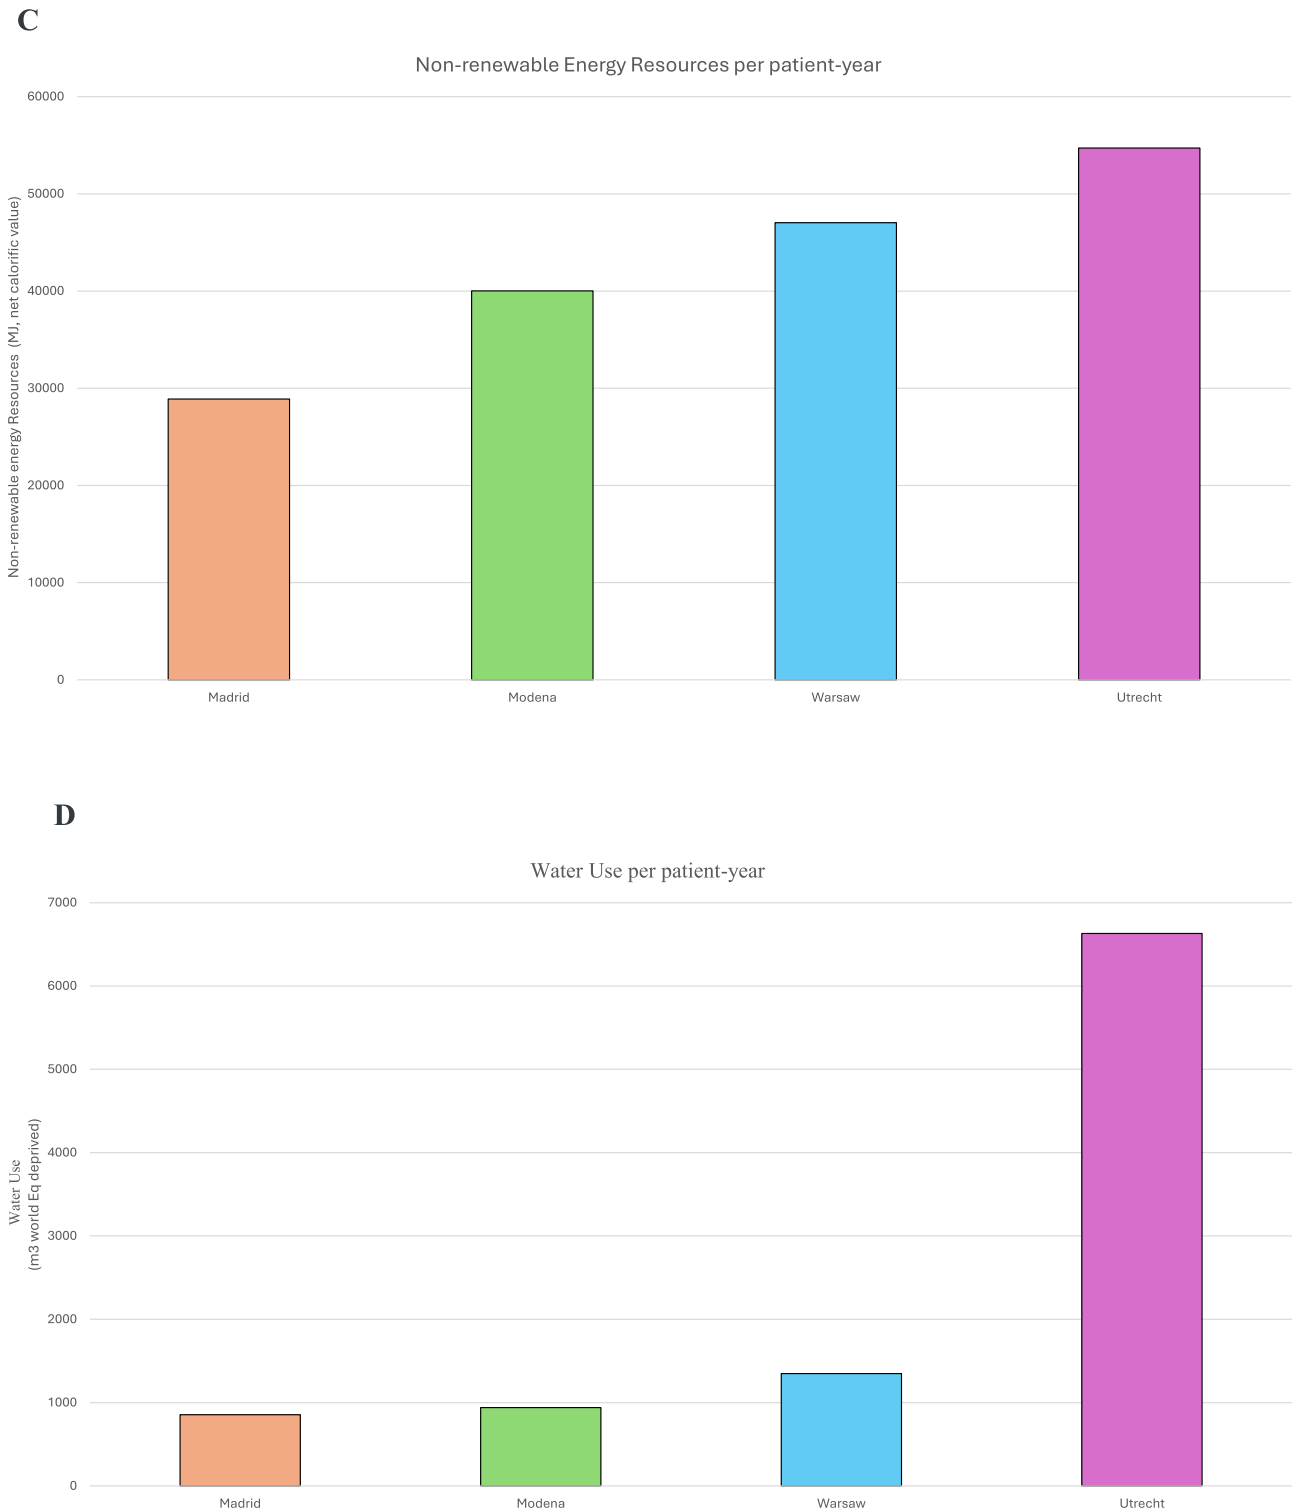 C
Non-renewable Energy Resources per patient-year
Non-renewable energy Resources (MJ, net calorific value)
60000
50000
40000
30000
20000
10000
0
Madrid
Modena
Warsaw
Utrecht
D
Water Use per patient-year
Water Use
(m3 world Eq deprived)
7000
6000
5000
4000
3000
2000
1000
0
Madrid
Modena
Warsaw
Utrecht